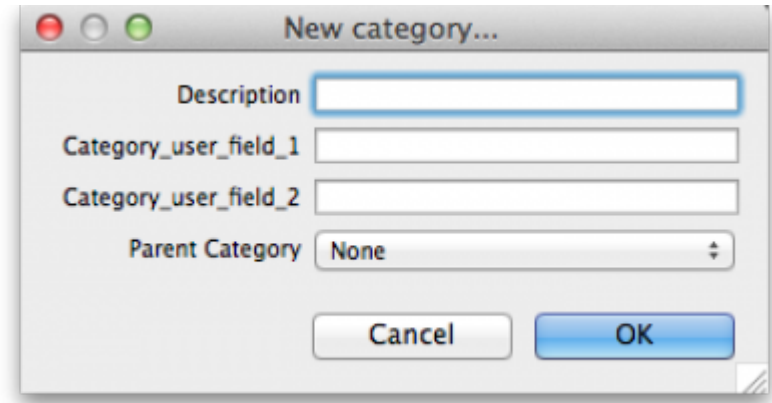 New category...
Description
Category_user_field_1
Category_user_field_2
Parent Category None
Cancel OK